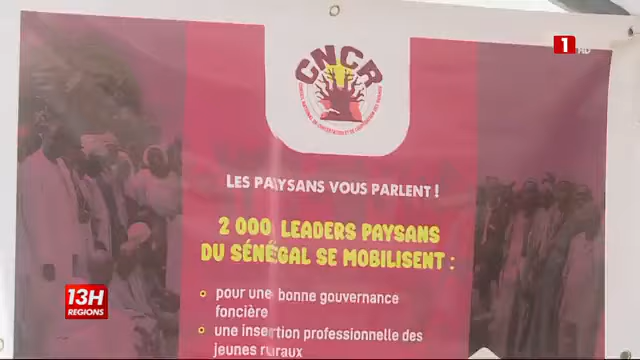 1 HD
CNCR
LES PAYSANS VOUS PARLENT !
2 000 LEADERS PAYSANS
DU SÉNÉGAL SE MOBILISENT :
pour une bonne gouvernance
foncière
une insertion professionnelle des
jeunes ruraux
13H
REGIONS